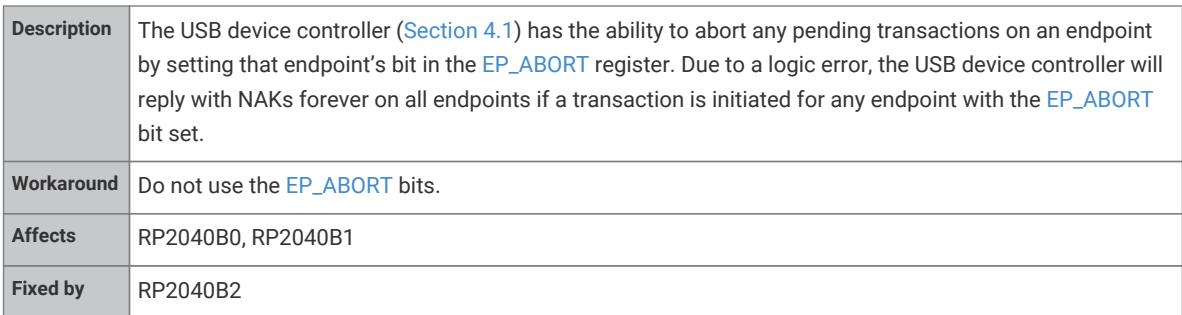 Description The USB device controller (Section 4.1) has the ability to abort any pending transactions on an endpoint
by setting that endpoint's bit in the EP_ABORT register. Due to a logic error, the USB device controller will
reply with NAKs forever on all endpoints if a transaction is initiated for any endpoint with the EP_ABORT
bit set.
Workaround Do not use the EP_ABORT bits.
Affects RP2040B0, RP2040B1
Fixed by RP2040B2